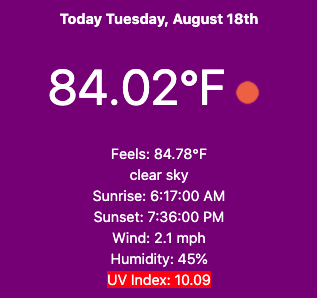 Today Tuesday, August 18th
84.02°F
Feels: 84.78°F
clear sky
Sunrise: 6:17:00 AM
Sunset: 7:36:00 PM
Wind: 2.1 mph
Humidity: 45%
UV Index: 10.09